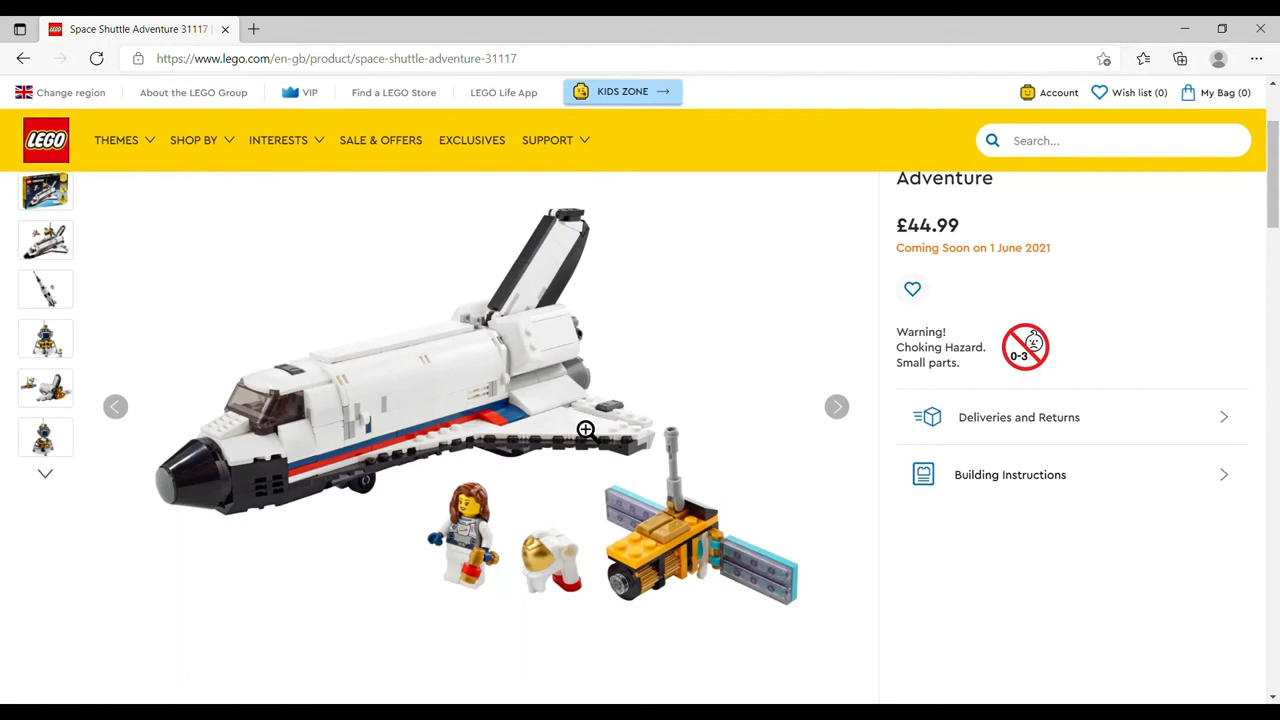 Space Shuttle Adventure 31117 |
https://www.lego.com/en-gb/product/space-shuttle-adventure-31117
Change region
About the LEGO Group
VIP
Find a LEGO Store
LEGO Life App
KIDS ZONE
Account
Wish list (0)
My Bag (0)
LEGO
THEMES
SHOP BY
INTERESTS
SALE & OFFERS
EXCLUSIVES
SUPPORT
Search...
Adventure
£44.99
Coming Soon on 1 June 2021
Warning!
Choking Hazard.
Small parts.
0-3
Deliveries and Returns
Building Instructions